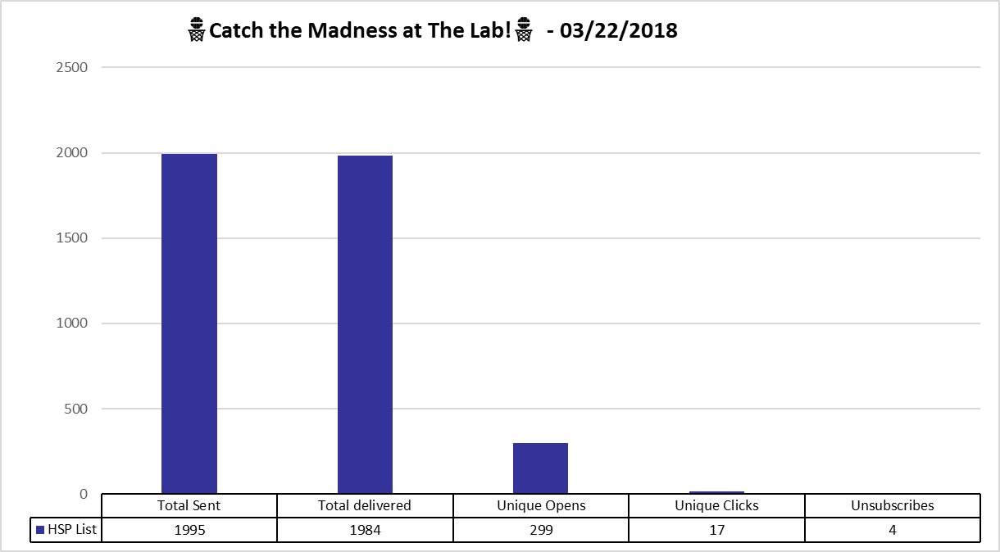 Catch the Madness at The Lab! - 03/22/2018
2500
2000
1500
1000
500
0
Total Sent Total delivered Unique Opens Unique Clicks Unsubscribes
HSP List 1995 1984 299 17 4